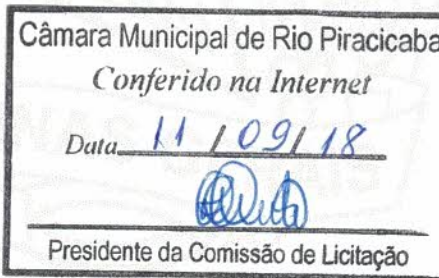 Câmara Municipal de Rio Piracicaba
Conferido na Internet
Data 11 / 09 / 18
Presidente da Comissão de Licitação